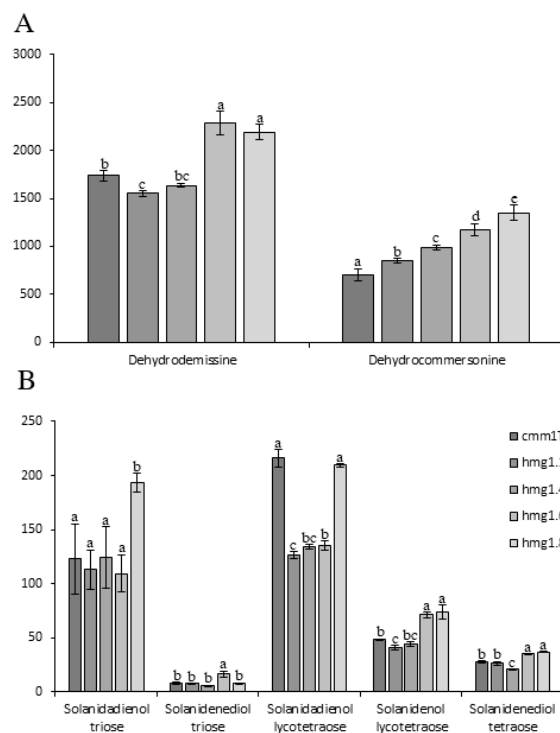 A
3000
2500
2000
1500
1000
500
0
b
c
bc
a
a
a
b
c
d
e
Dehydrodemissine
Dehydrocommersonine
B
250
200
150
100
50
0
a
a
a
a
b
b
b
b
a
b
a
c
bc
b
a
b
c
bc
a
a
b
b
c
a
a
Solanidadienol triose
Solanidenediol triose
Solanidadienol lycotetraose
Solanidenol lycotetraose
Solanidenediol tetraose